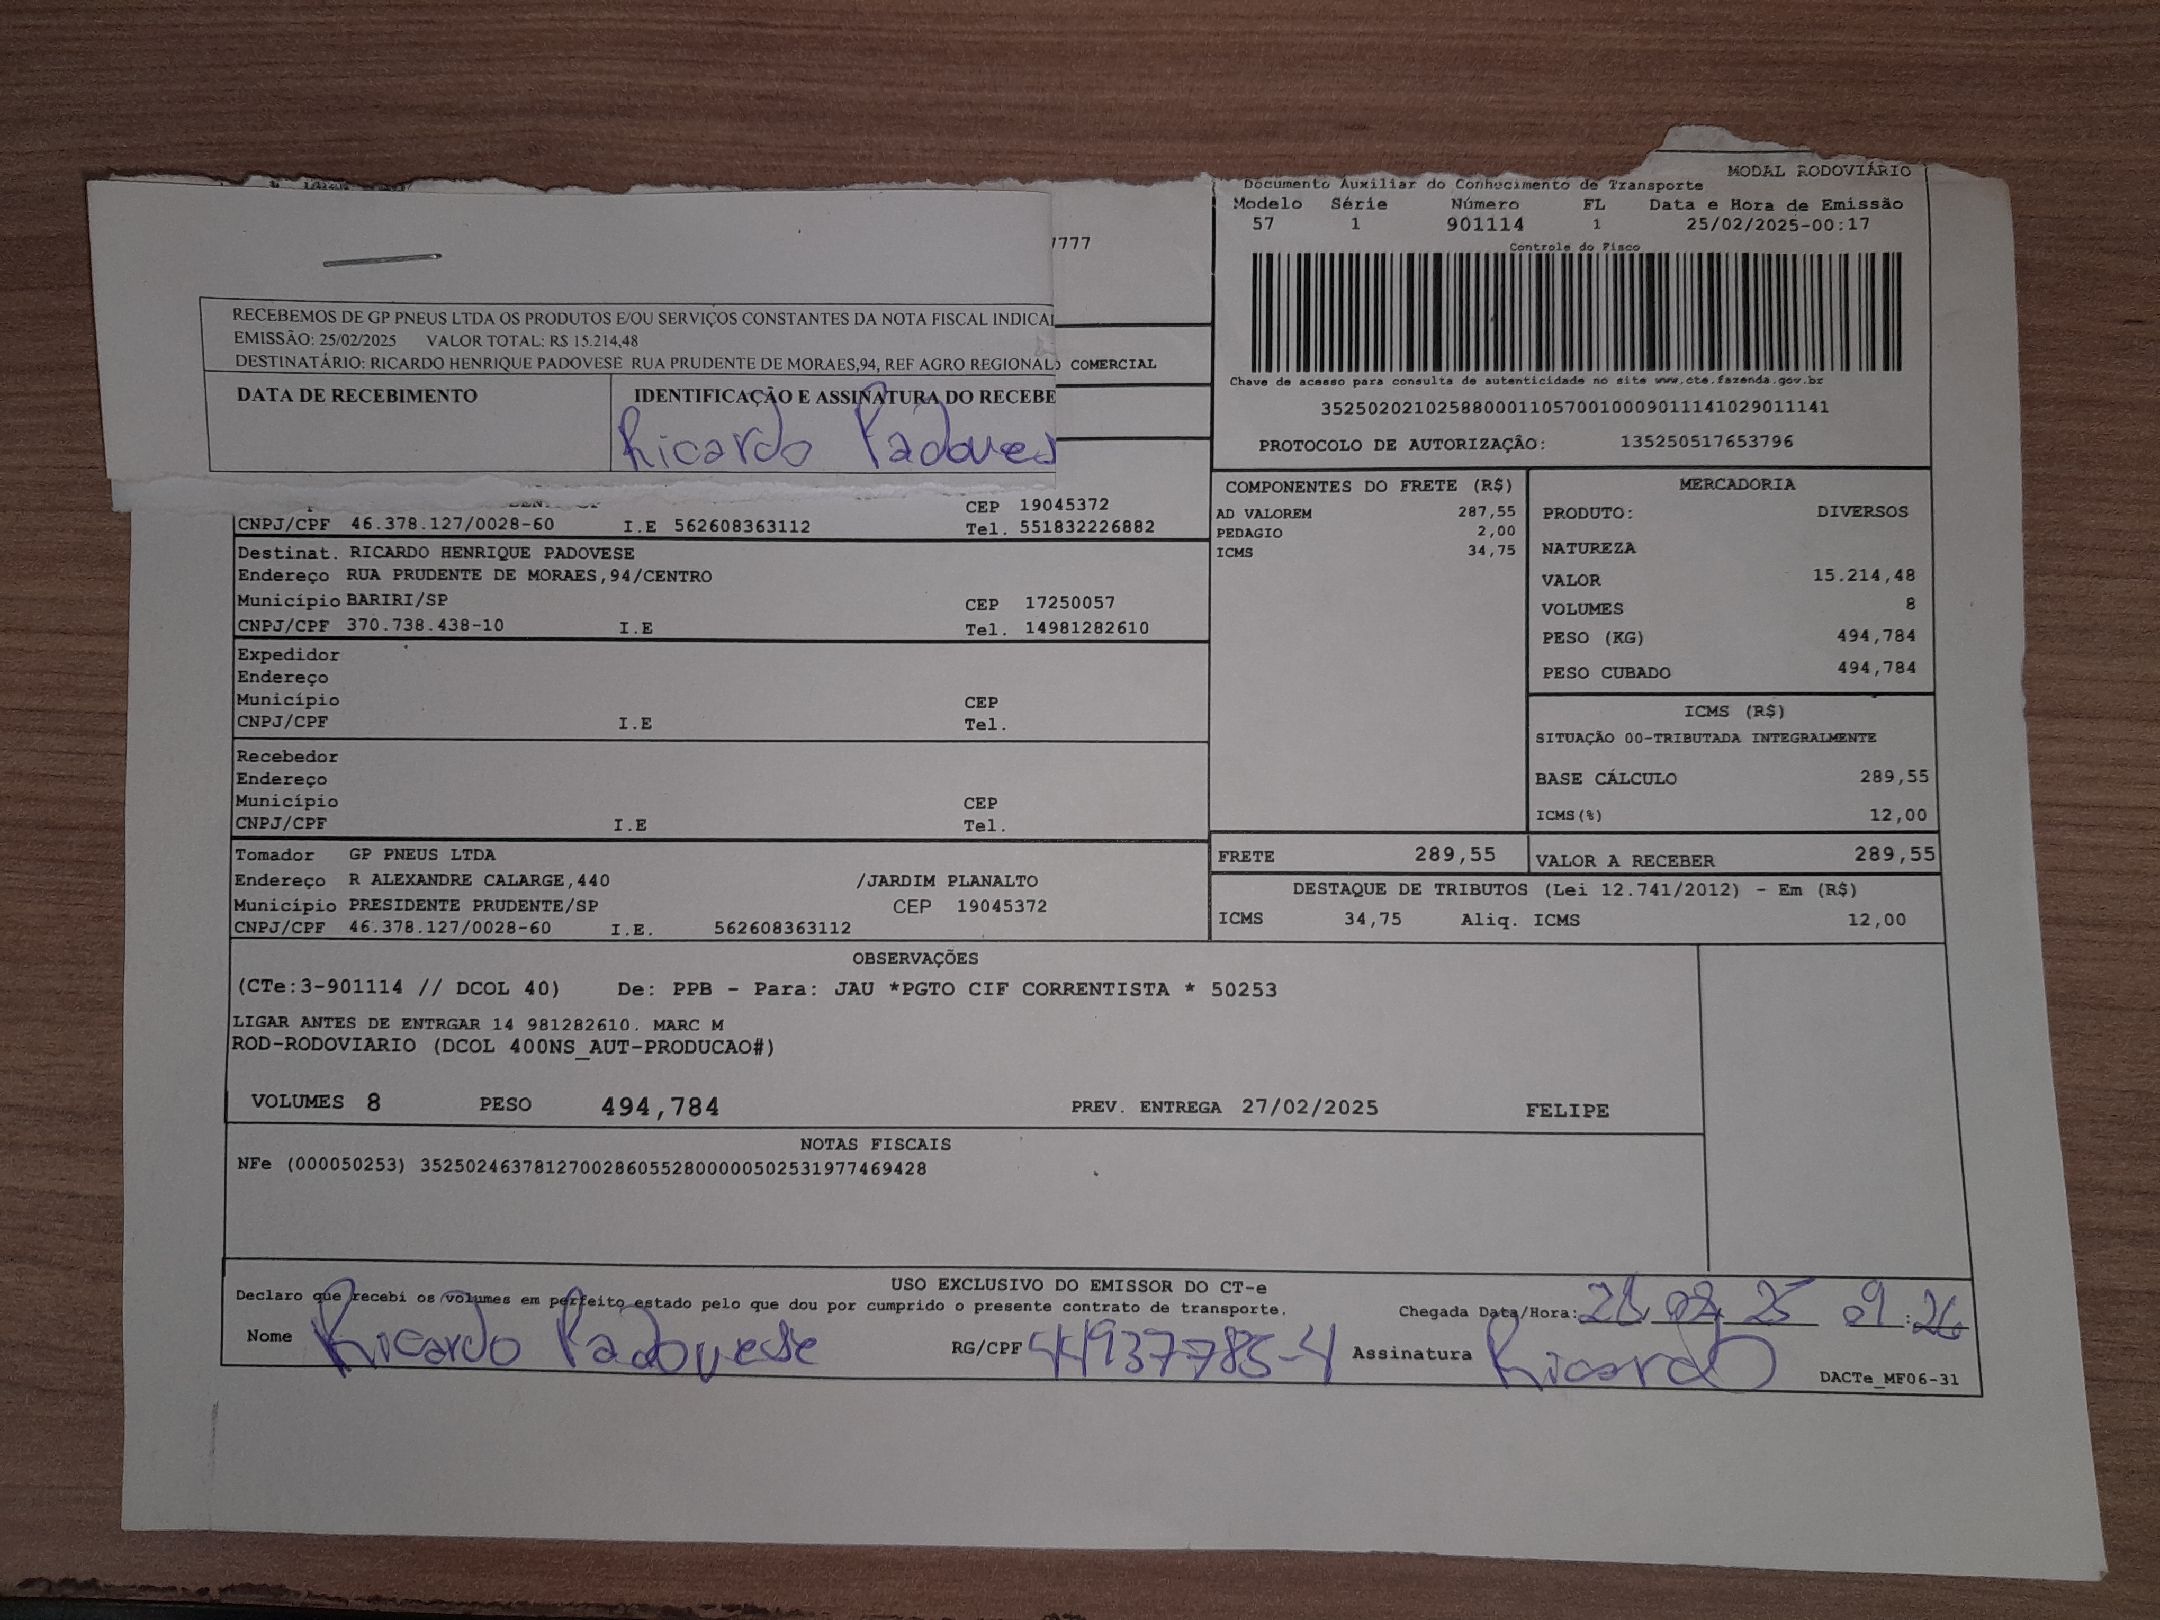 MODAL RODOVIÁRIO
Documento Auxiliar do Conhecimento de Transporte
Modelo Série Número FL Data e Hora de Emissão
57 1 901114 1 25/02/2025-00:17
Controle do Fisco
Chave de acesso para consulta de autenticidade no site www.cte.fazenda.gov.br
35250202102588000110570010009011141029011141
PROTOCOLO DE AUTORIZAÇÃO: 135250517653796
7777
RECEBEMOS DE GP PNEUS LTDA OS PRODUTOS E/OU SERVIÇOS CONSTANTES DA NOTA FISCAL INDICA
EMISSÃO: 25/02/2025 VALOR TOTAL: R$ 15.214,48
DESTINATÁRIO: RICARDO HENRIQUE PADOVESE RUA PRUDENTE DE MORAES,94, REF AGRO REGIONAL
COMERCIAL
DATA DE RECEBIMENTO IDENTIFICAÇÃO E ASSINATURA DO RECEBE
Ricardo Padoves
CEP 19045372
CNPJ/CPF 46.378.127/0028-60 I.E 562608363112 Tel. 551832226882
Destinat. RICARDO HENRIQUE PADOVESE
Endereço RUA PRUDENTE DE MORAES,94/CENTRO
Município BARIRI/SP CEP 17250057
CNPJ/CPF 370.738.438-10 I.E Tel. 14981282610
Expedidor
Endereço
Município CEP
CNPJ/CPF I.E Tel.
Recebedor
Endereço
Município CEP
CNPJ/CPF I.E Tel.
Tomador GP PNEUS LTDA
Endereço R ALEXANDRE CALARGE,440 /JARDIM PLANALTO
Município PRESIDENTE PRUDENTE/SP CEP 19045372
CNPJ/CPF 46.378.127/0028-60 I.E. 562608363112
COMPONENTES DO FRETE (R$)
AD VALOREM 287,55
PEDAGIO 2,00
ICMS 34,75
MERCADORIA
PRODUTO: DIVERSOS
NATUREZA
VALOR 15.214,48
VOLUMES 8
PESO (KG) 494,784
PESO CUBADO 494,784
ICMS (R$)
SITUAÇÃO 00-TRIBUTADA INTEGRALMENTE
BASE CÁLCULO 289,55
ICMS(%) 12,00
FRETE 289,55 VALOR A RECEBER 289,55
DESTAQUE DE TRIBUTOS (Lei 12.741/2012) - Em (R$)
ICMS 34,75 Aliq. ICMS 12,00
OBSERVAÇÕES
(CTe:3-901114 // DCOL 40) De: PPB - Para: JAU *PGTO CIF CORRENTISTA * 50253
LIGAR ANTES DE ENTRGAR 14 981282610. MARC M
ROD-RODOVIARIO (DCOL 400NS_AUT-PRODUCAO#)
VOLUMES 8 PESO 494,784 PREV. ENTREGA 27/02/2025 FELIPE
NOTAS FISCAIS
NFe (000050253) 35250246378127002860552800000502531977469428
USO EXCLUSIVO DO EMISSOR DO CT-e
Declaro que recebi os volumes em perfeito estado pelo que dou por cumprido o presente contrato de transporte.
Chegada Data/Hora: 02 25 09:26
Nome Ricardo Padovese RG/CPF 44937785-4 Assinatura Ricardo
DACTe_MF06-31